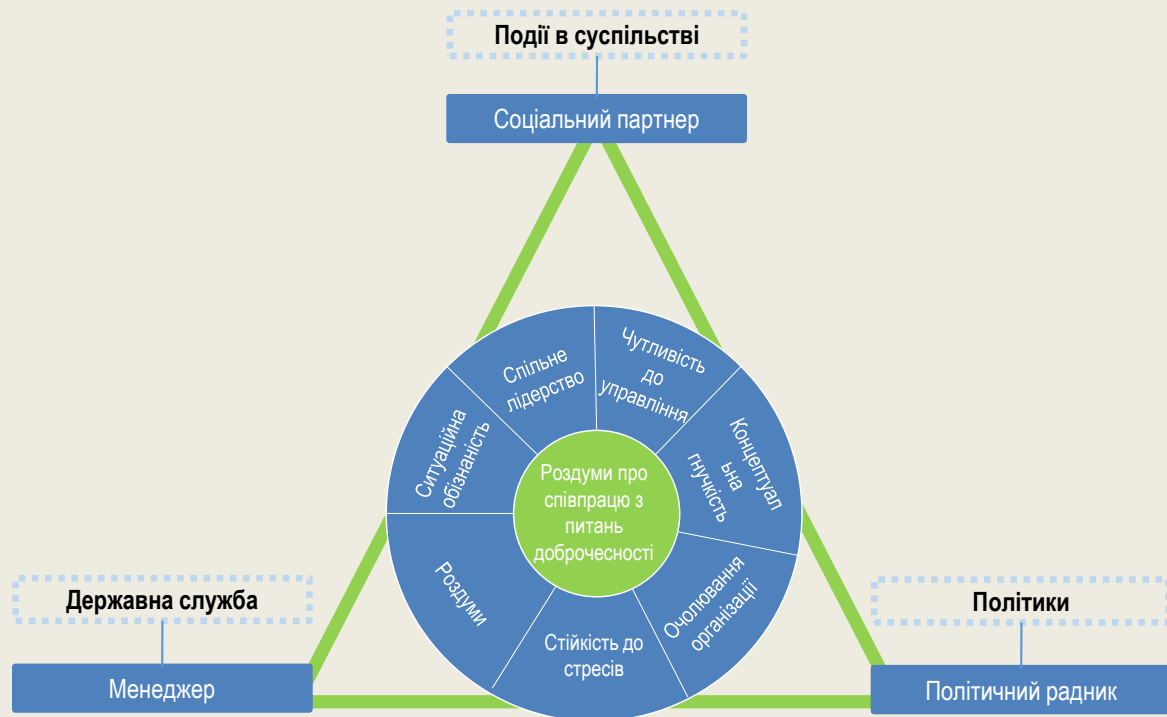 Події в суспільстві
Соціальний партнер
Спільне
лідерство
Чутливість
до
управління
Ситуаційна
обізнаність
Концептуал
ьна
гнучкість
Роздуми про
співпрацю з
питань
доброчесності
Роздуми
Стійкість до
стресів
Очолювання
організації
Державна служба
Менеджер
Політики
Політичний радник